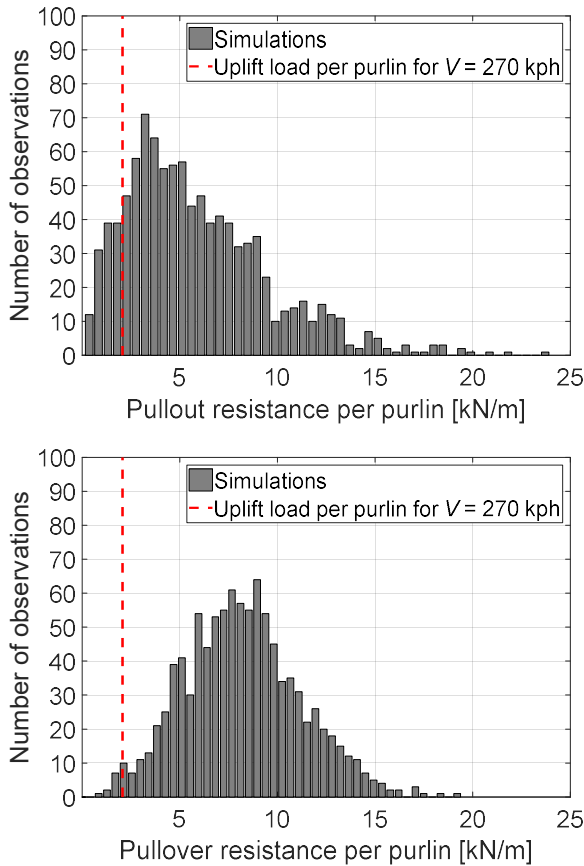 100
90
80
70
60
50
40
30
20
10
0
Number of observations
Simulations
Uplift load per purlin for V = 270 kph
5 10 15 20 25
Pullout resistance per purlin [kN/m]
100
90
80
70
60
50
40
30
20
10
0
Number of observations
Simulations
Uplift load per purlin for V = 270 kph
5 10 15 20 25
Pullover resistance per purlin [kN/m]